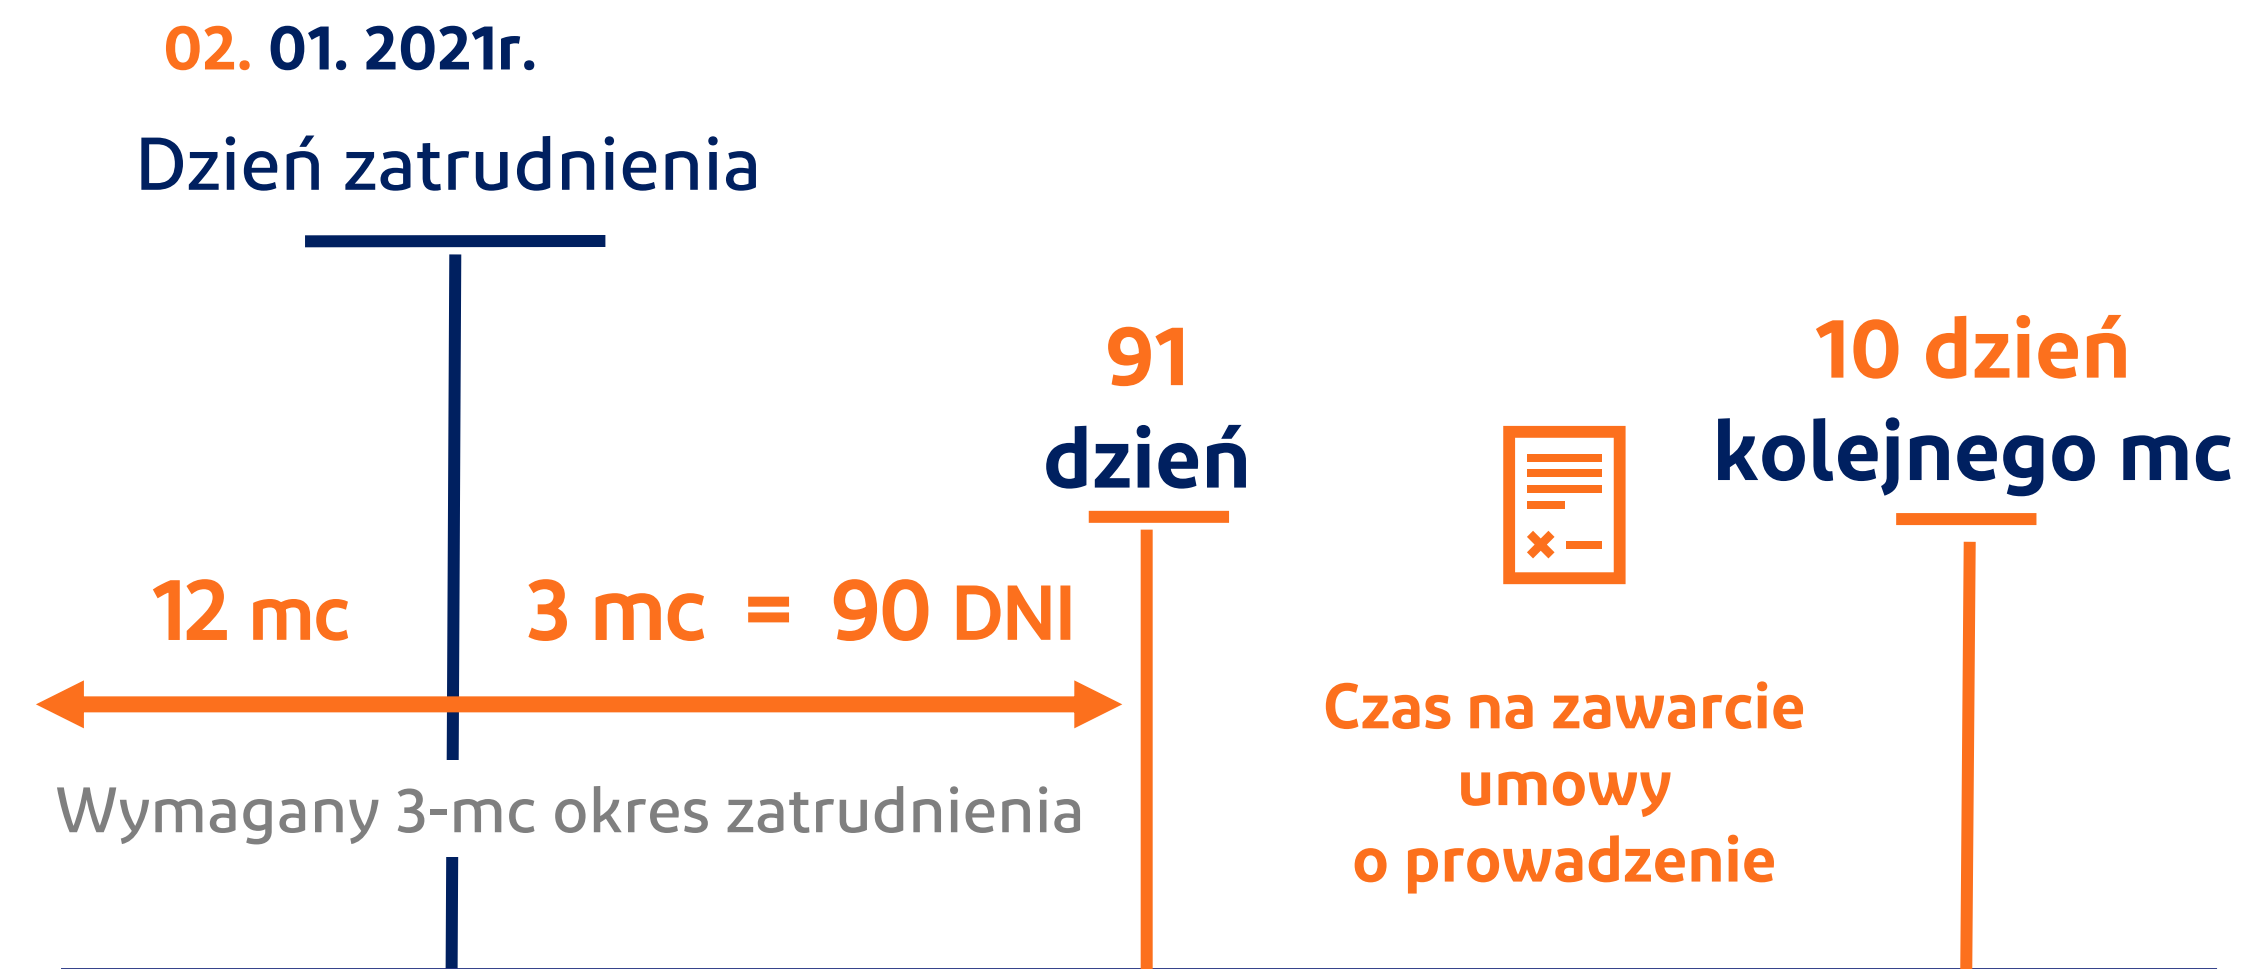 02. 01. 2021r.
Dzień zatrudnienia
91
dzień
10 dzień
kolejnego mc
12 mc
3 mc = 90 DNI
Wymagany 3-mc okres zatrudnienia
Czas na zawarcie
umowy
o prowadzenie